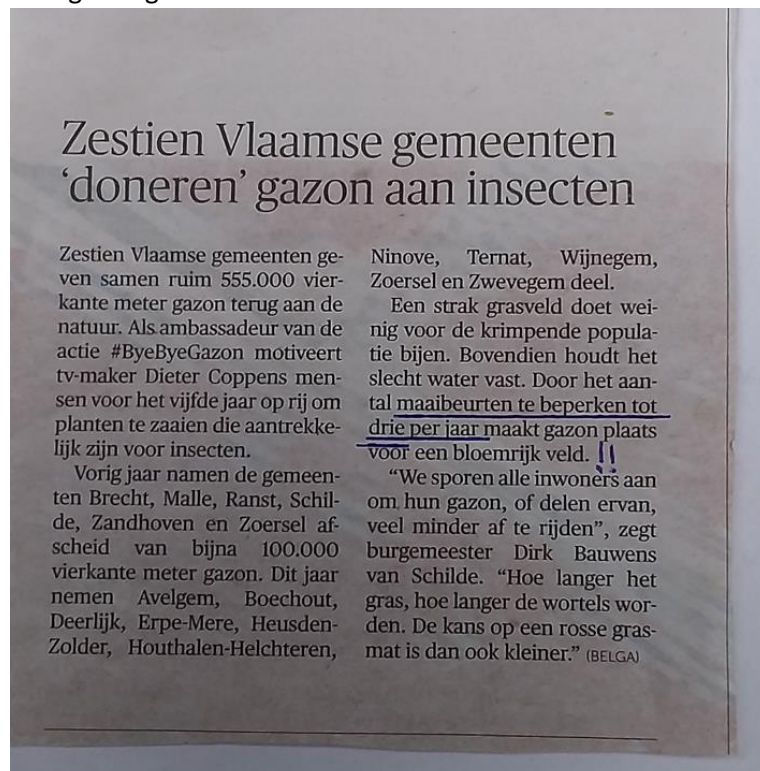 Zestien Vlaamse gemeenten
‘doneren’ gazon aan insecten
Zestien Vlaamse gemeenten ge-
ven samen ruim 555.000 vier-
kante meter gazon terug aan de
natuur. Als ambassadeur van de
actie #ByeByeGazon motiveert
tv-maker Dieter Coppens men-
sen voor het vijfde jaar op rij om
planten te zaaien die aantrekke-
lijk zijn voor insecten.
Vorig jaar namen de gemeen-
ten Brecht, Malle, Ranst, Schil-
de, Zandhoven en Zoersel af-
scheid van bijna 100.000
vierkante meter gazon. Dit jaar
nemen Avelgem, Boechout,
Deerlijk, Erpe-Mere, Heusden-
Zolder, Houthalen-Helchteren,
Ninove, Ternat, Wijnegem,
Zoersel en Zwevegem deel.
Een strak grasveld doet wei-
nig voor de krimpende popula-
tie bijen. Bovendien houdt het
slecht water vast. Door het aan-
tal maaibeurten te beperken tot
drie per jaar maakt gazon plaats
voor een bloemrijk veld. !!
“We sporen alle inwoners aan
om hun gazon, of delen ervan,
veel minder af te rijden”, zegt
burgemeester Dirk Bauwens
van Schilde. “Hoe langer het
gras, hoe langer de wortels wor-
den. De kans op een rosse gras-
mat is dan ook kleiner.” (BELGA)